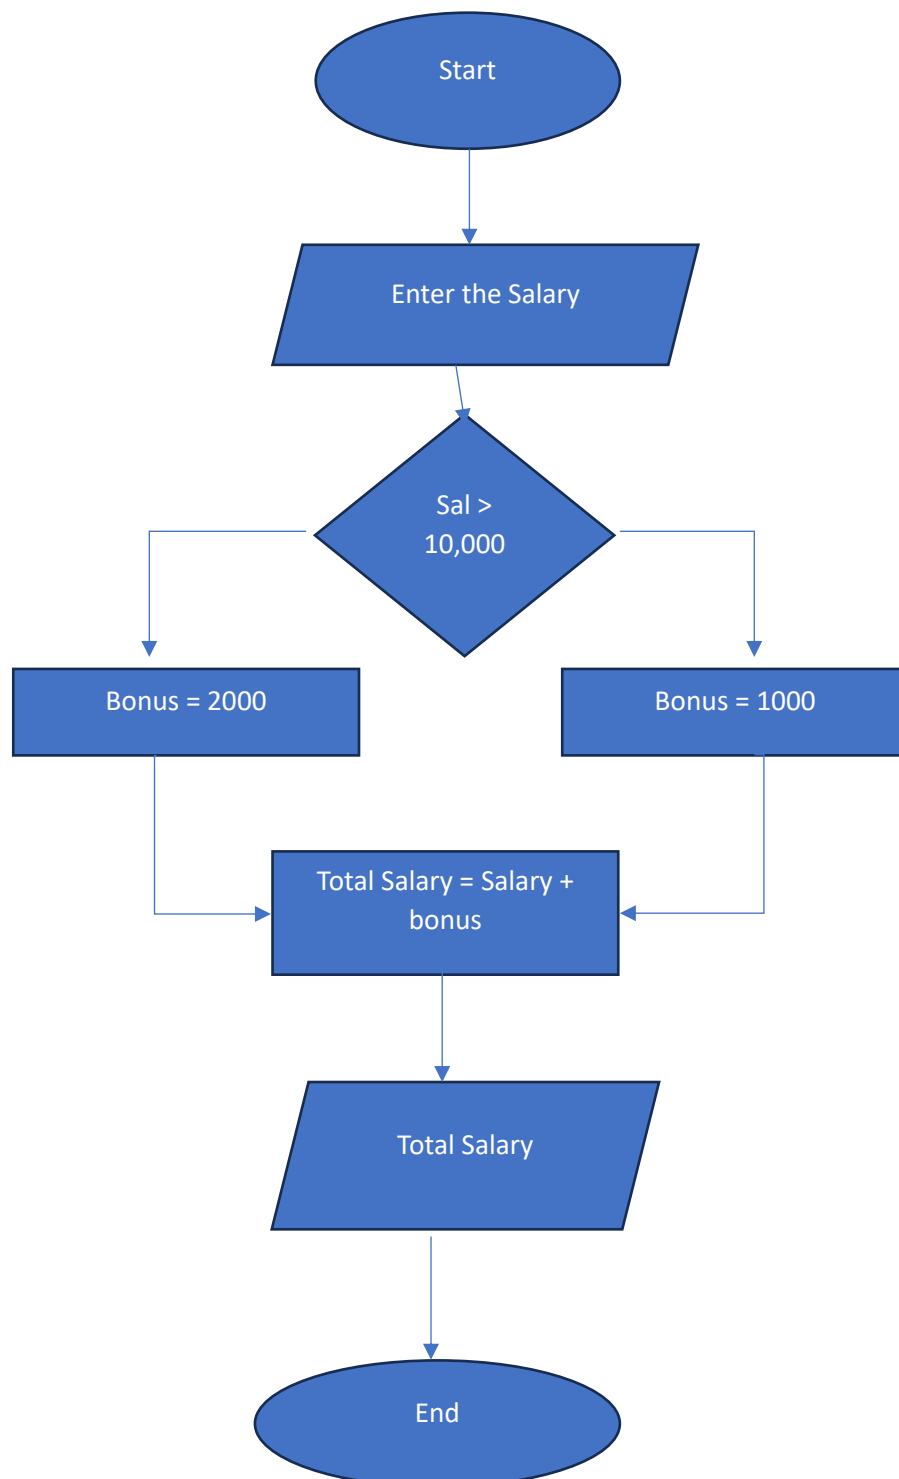 Start
Enter the Salary
Sal >
10,000
Bonus = 2000
Bonus = 1000
Total Salary = Salary +
bonus
Total Salary
End